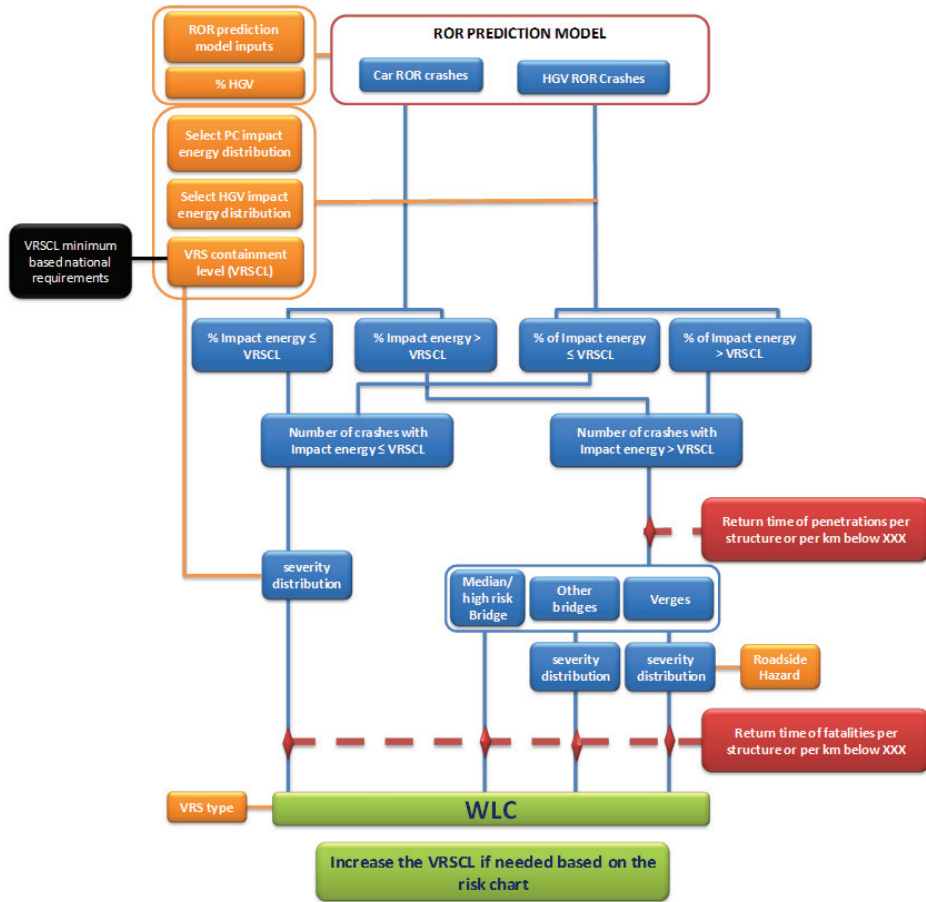 ROR prediction
model inputs
% HGV
ROR PREDICTION MODEL
Car ROR crashes
HGV ROR Crashes
Select PC impact
energy distribution
Select HGV impact
energy distribution
VRS containment
level (VRSCL)
VRSCL minimum
based national
requirements
% Impact energy ≤
VRSCL
% Impact energy >
VRSCL
% of Impact energy
≤ VRSCL
% of Impact energy
> VRSCL
Number of crashes with
Impact energy ≤ VRSCL
Number of crashes with
Impact energy > VRSCL
Return time of penetrations per
structure or per km below XXX
severity
distribution
Median/
high risk
Bridge
Other
bridges
Verges
severity
distribution
severity
distribution
Roadside
Hazard
Return time of fatalities per
structure or per km below XXX
VRS type
WLC
Increase the VRSCL if needed based on the
risk chart